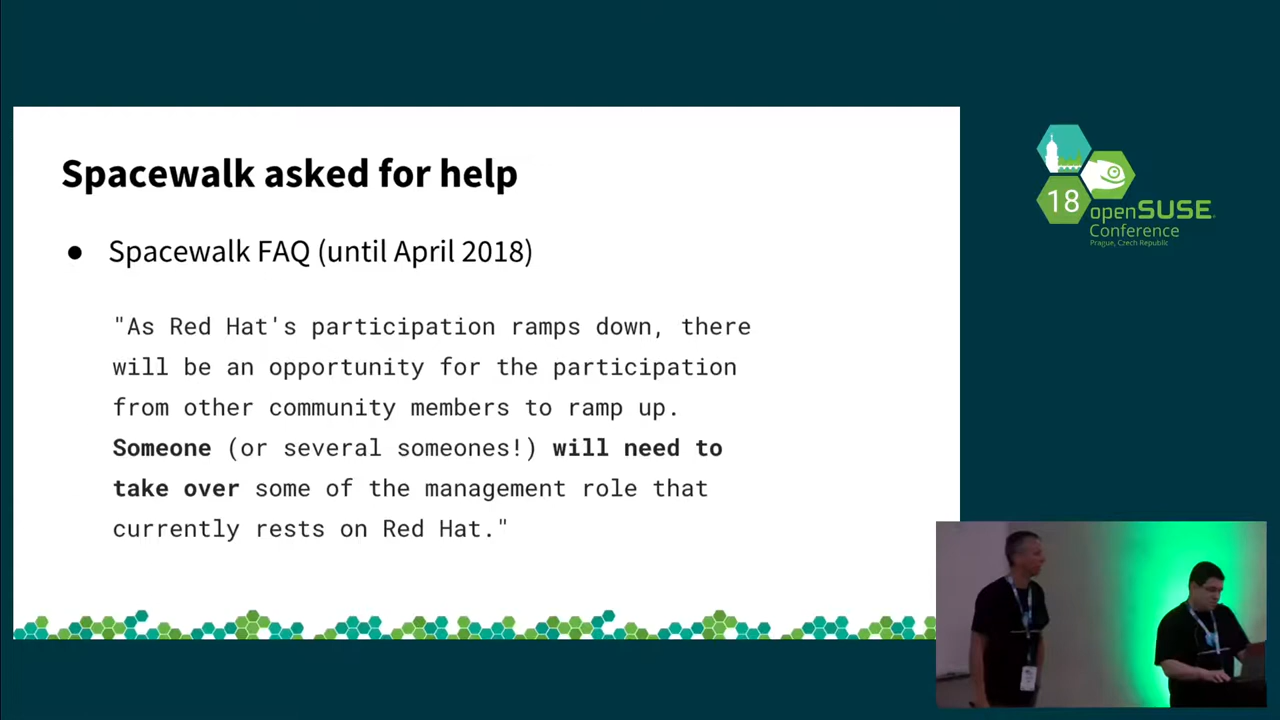 Spacewalk asked for help
● Spacewalk FAQ (until April 2018)
"As Red Hat's participation ramps down, there
will be an opportunity for the participation
from other community members to ramp up.
Someone (or several someones!) will need to
take over some of the management role that
currently rests on Red Hat."
18
openSUSE
Conference
Prague, Czech Republic